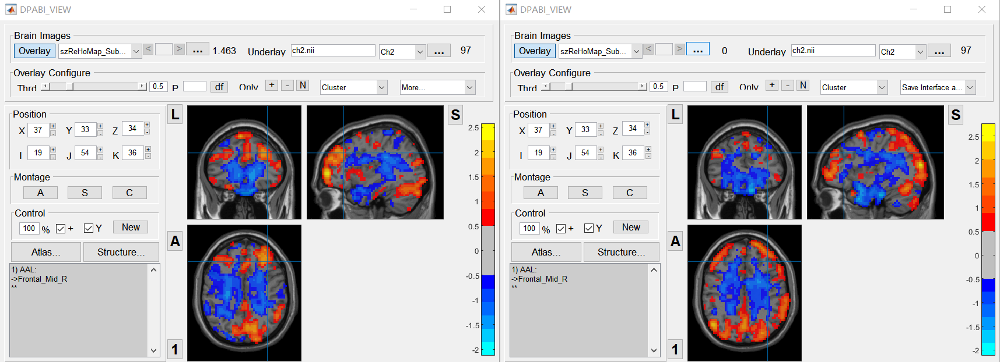 DPABI_VIEW
Brain Images
Overlay szReHoMap_Sub... < > ... 1.463 Underlay ch2.nii Ch2 ... 97
Overlay Configure
Thrd 0.5 P df Only + - N Cluster More...
Position
X 37 + - Y 33 + - Z 34 + -
I 19 + - J 54 + - K 36 + -
Montage
A S C
Control
100 % + Y New
Atlas... Structure...
1) AAL:
->Frontal_Mid_R
**
L
S
A
1
2.5
2
1.5
1
0.5
0
-0.5
-1
-1.5
-2
DPABI_VIEW
Brain Images
Overlay szReHoMap_Sub... < > ... 0 Underlay ch2.nii Ch2 ... 97
Overlay Configure
Thrd 0.5 P df Only + - N Cluster Save Interface a...
Position
X 37 + - Y 33 + - Z 34 + -
I 19 + - J 54 + - K 36 + -
Montage
A S C
Control
100 % + Y New
Atlas... Structure...
1) AAL:
->Frontal_Mid_R
**
L
S
A
1
2.5
2
1.5
1
0.5
0
-0.5
-1
-1.5
-2